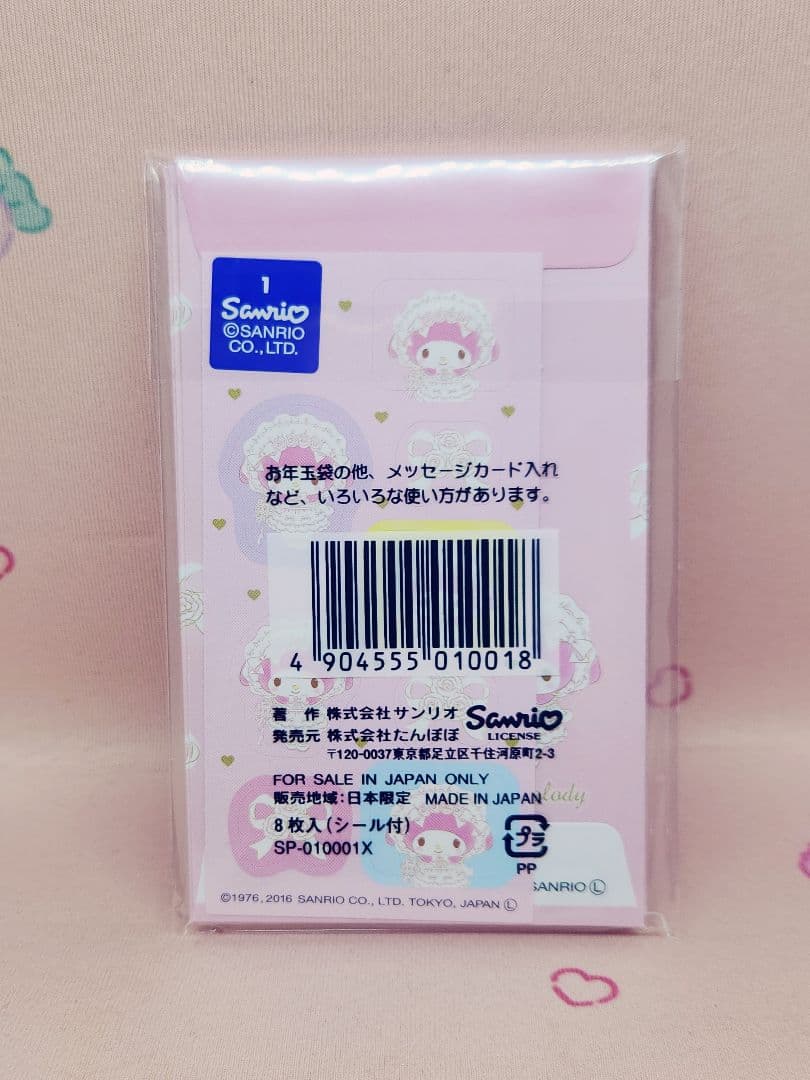 1
Sanrio
©SANRIO
CO., LTD.
お年玉袋の他、メッセージカード入れ
など、いろいろな使い方があります。
4 904555 010018
著 作 株式会社サンリオ
発売元 株式会社たんぽぽ
Sanrio
LICENSE
〒120-0037東京都足立区千住河原町2-3
FOR SALE IN JAPAN ONLY
販売地域:日本限定 MADE IN JAPAN
8枚入(シール付)
SP-010001X
プラ
PP
SANRIO Ⓛ
©1976, 2016 SANRIO CO., LTD. TOKYO, JAPAN Ⓛ